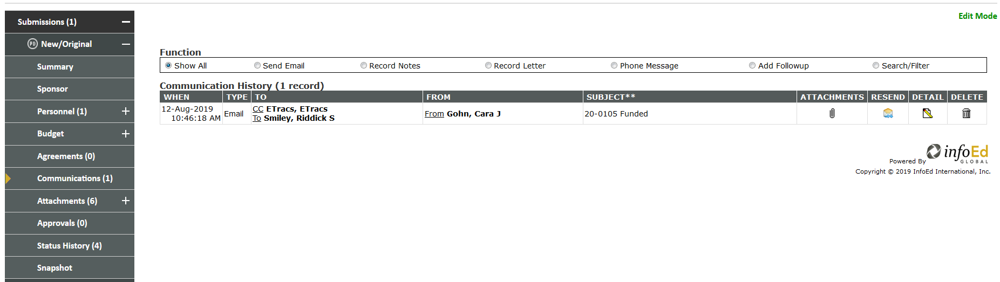 Submissions (1)
PD New/Original
Summary
Sponsor
Personnel (1)
Budget
Agreements (0)
Communications (1)
Attachments (6)
Approvals (0)
Status History (4)
Snapshot
Edit Mode
Function
Show All Send Email Record Notes Record Letter Phone Message Add Followup Search/Filter
Communication History (1 record)
WHEN TYPE TO FROM SUBJECT** ATTACHMENTS RESEND DETAIL DELETE
12-Aug-2019 10:46:18 AM Email CC ETracs, ETracs To Smiley, Riddick S From Gohn, Cara J 20-0105 Funded
Powered By infoEd GLOBAL
Copyright © 2019 InfoEd International, Inc.